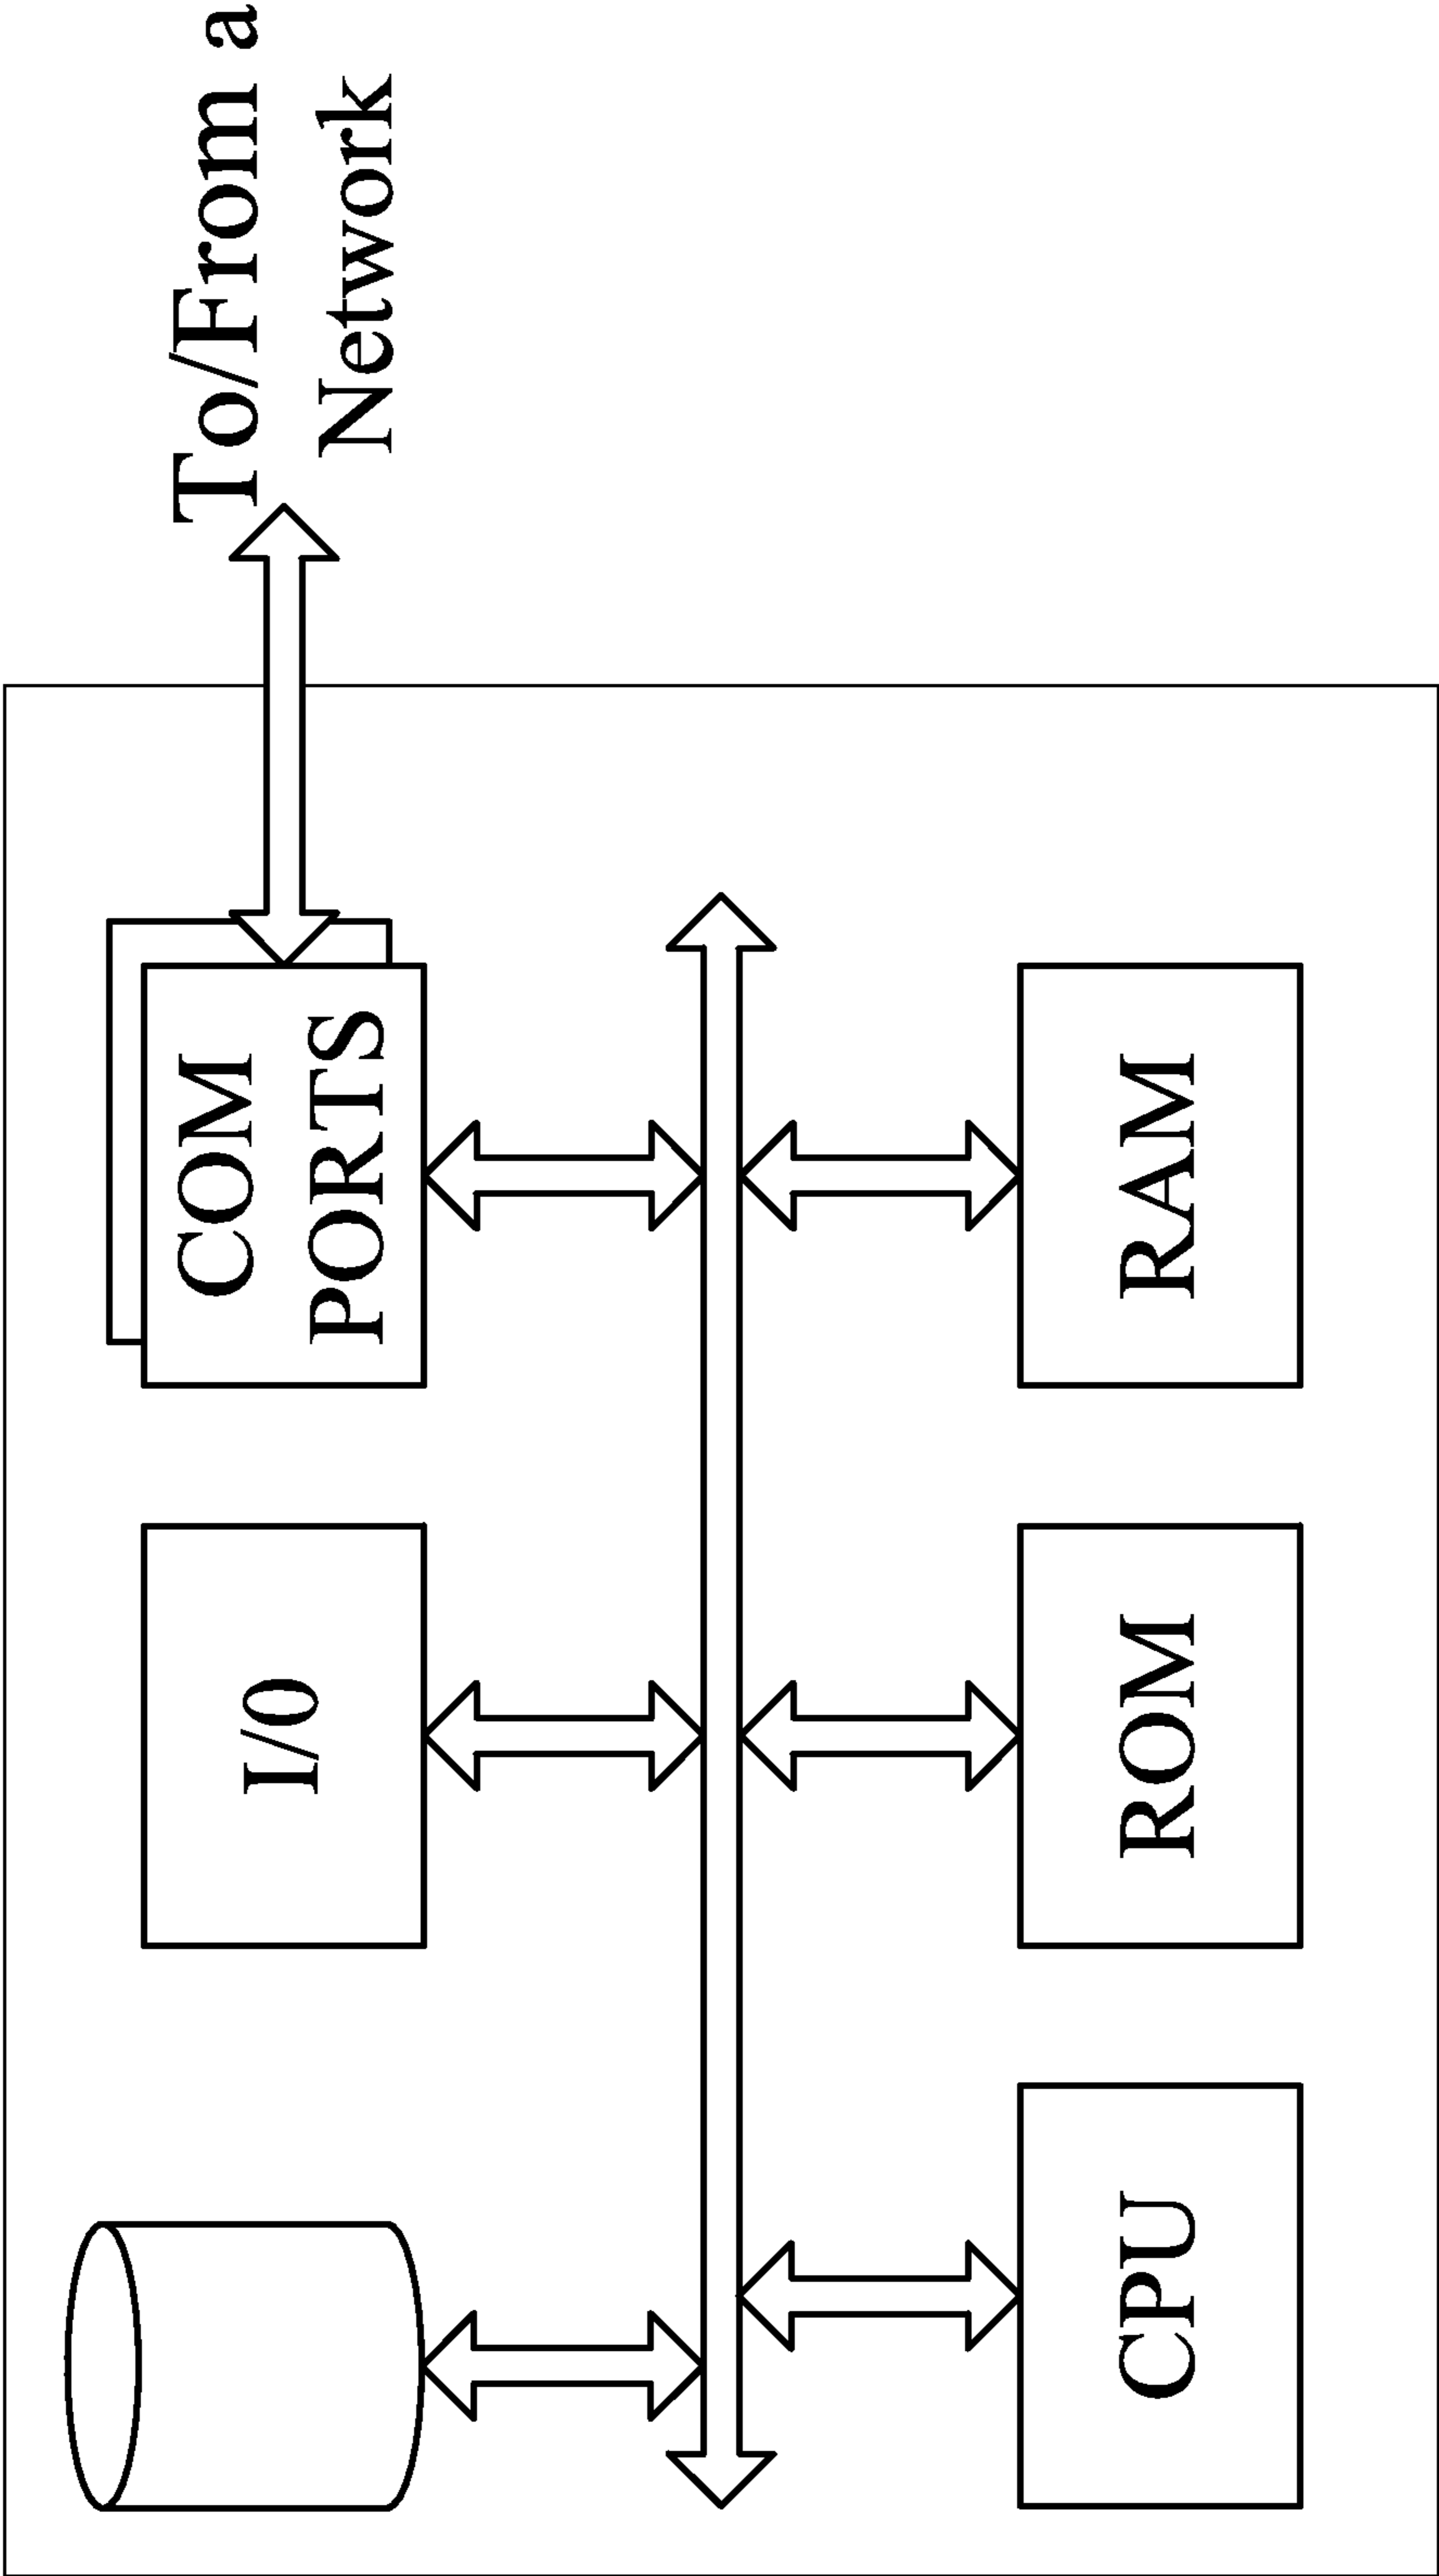 To/From a
Network
COM
PORTS
I/0
CPU
ROM
RAM